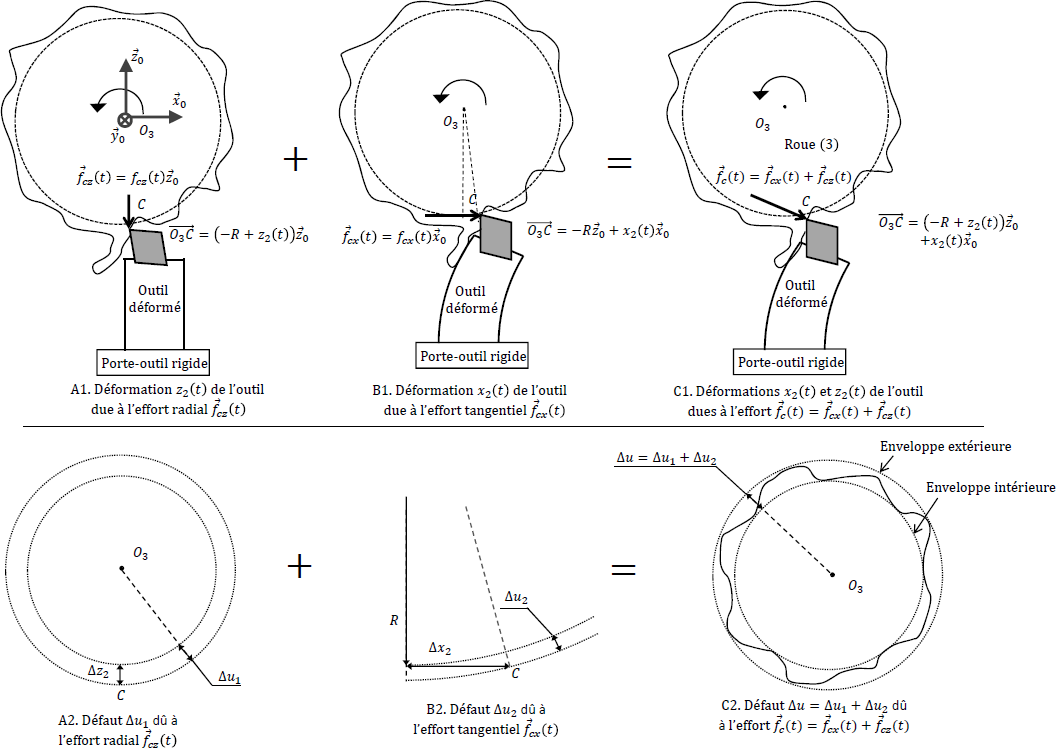 z⃗₀
x⃗₀
y⃗₀
O₃
f⃗cz(t) = fcz(t)z⃗₀
C
O₃C⃗ = (−R + z₂(t))z⃗₀
Outil
déformé
Porte-outil rigide
A1. Déformation z₂(t) de l'outil
due à l'effort radial f⃗cz(t)
+
O₃
C
f⃗cx(t) = fcx(t)x⃗₀
O₃C⃗ = −Rz⃗₀ + x₂(t)x⃗₀
Outil
déformé
Porte-outil rigide
B1. Déformation x₂(t) de l'outil
due à l'effort tangentiel f⃗cx(t)
=
O₃
Roue (3)
f⃗c(t) = f⃗cx(t) + f⃗cz(t)
C
O₃C⃗ = (−R + z₂(t))z⃗₀
+x₂(t)x⃗₀
Outil
déformé
Porte-outil rigide
C1. Déformations x₂(t) et z₂(t) de l'outil
dues à l'effort f⃗c(t) = f⃗cx(t) + f⃗cz(t)
O₃
Δz₂
C
Δu₁
A2. Défaut Δu₁ dû à
l'effort radial f⃗cz(t)
+
R
Δx₂
Δu₂
C
B2. Défaut Δu₂ dû à
l'effort tangentiel f⃗cx(t)
=
Δu = Δu₁ + Δu₂
Enveloppe extérieure
Enveloppe intérieure
O₃
C2. Défaut Δu = Δu₁ + Δu₂ dû
à l'effort f⃗c(t) = f⃗cx(t) + f⃗cz(t)